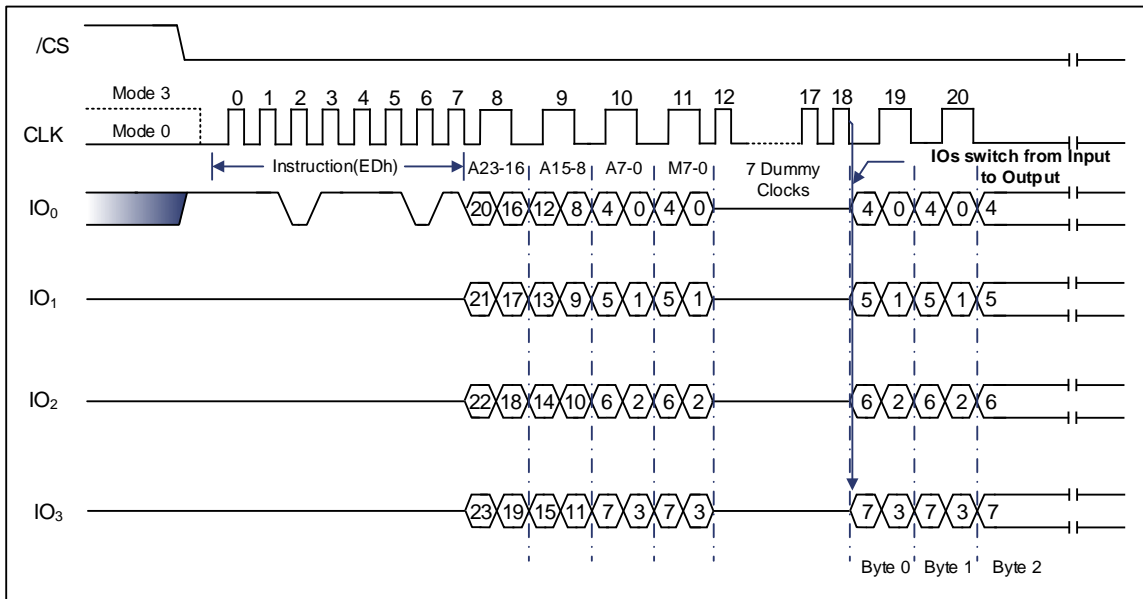 /CS
Mode 3
0 1 2 3 4 5 6 7 8 9 10 11 12 17 18 19 20
CLK
Mode 0
Instruction(EDh) A23-16 A15-8 A7-0 M7-0 7 Dummy Clocks
IOs switch from Input to Output
IO0 20 16 12 8 4 0 4 0 4 0 4 0 4
IO1 21 17 13 9 5 1 5 1 5 1 5 1 5
IO2 22 18 14 10 6 2 6 2 6 2 6 2 6
IO3 23 19 15 11 7 3 7 3 7 3 7 3 7
Byte 0 Byte 1 Byte 2